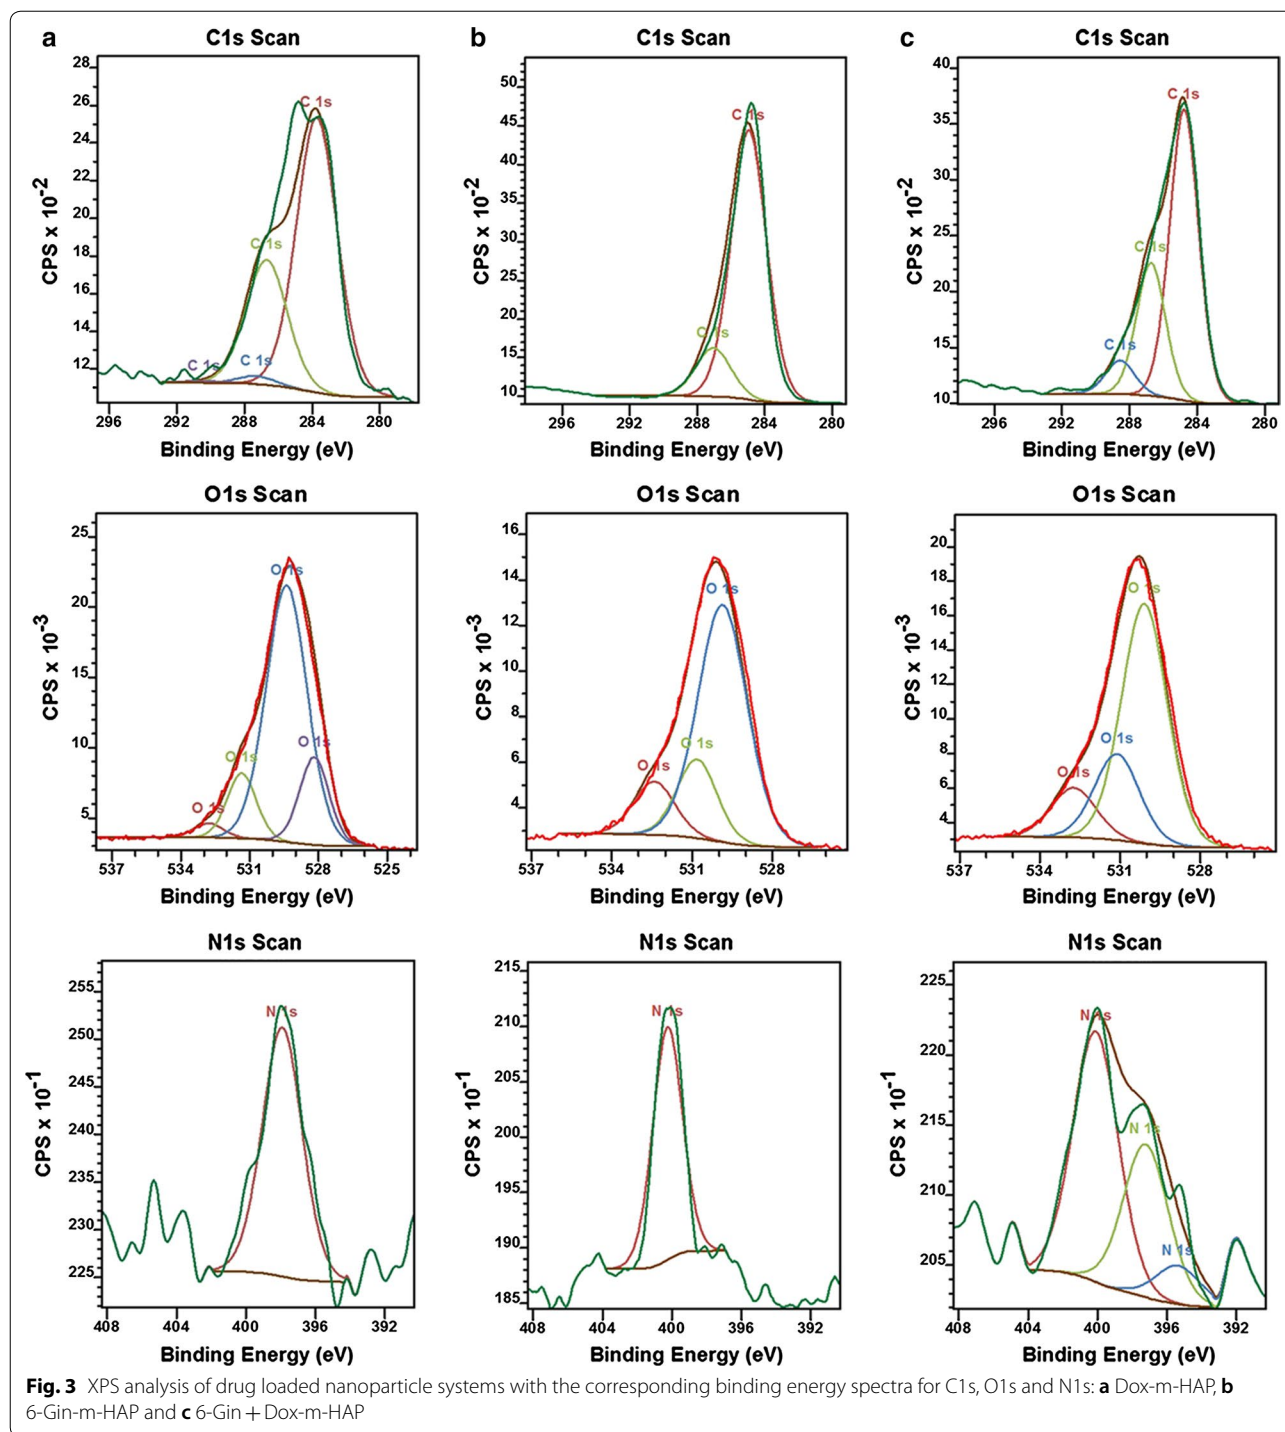 a b c
C1s Scan C1s Scan C1s Scan
28
26
24
22
20
18
16
14
12
CPS x 10-2
C 1s
C 1s
C 1s
C 1s
296 292 288 284 280
Binding Energy (eV)
50
45
40
35
30
25
20
15
10
CPS x 10-2
C 1s
C 1s
296 292 288 284 280
Binding Energy (eV)
40
35
30
25
20
15
10
CPS x 10-2
C 1s
C 1s
C 1s
296 292 288 284 280
Binding Energy (eV)
O1s Scan O1s Scan O1s Scan
25
20
15
10
5
CPS x 10-3
O 1s
O 1s
O 1s
O 1s
537 534 531 528 525
Binding Energy (eV)
16
14
12
10
8
6
4
CPS x 10-3
O 1s
O 1s
O 1s
537 534 531 528
Binding Energy (eV)
20
18
16
14
12
10
8
6
4
CPS x 10-3
O 1s
O 1s
O 1s
537 534 531 528
Binding Energy (eV)
N1s Scan N1s Scan N1s Scan
255
250
245
240
235
230
225
CPS x 10-1
N 1s
408 404 400 396 392
Binding Energy (eV)
215
210
205
200
195
190
185
CPS x 10-1
N 1s
408 404 400 396 392
Binding Energy (eV)
225
220
215
210
205
CPS x 10-1
N 1s
N 1s
N 1s
408 404 400 396 392
Binding Energy (eV)
Fig. 3 XPS analysis of drug loaded nanoparticle systems with the corresponding binding energy spectra for C1s, O1s and N1s: a Dox-m-HAP, b
6-Gin-m-HAP and c 6-Gin + Dox-m-HAP